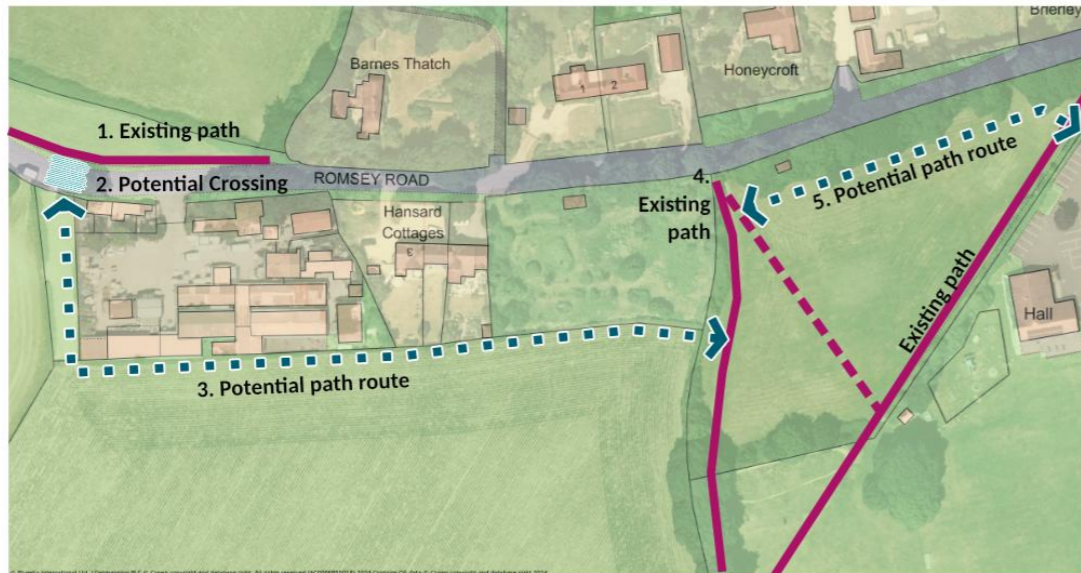 Brierley
Barnes Thatch
1 2
Honeycroft
1. Existing path
2. Potential Crossing
ROMSEY ROAD
4.
Existing
path
5. Potential path route
Hansard
Cottages
3
Existing path
Hall
3. Potential path route